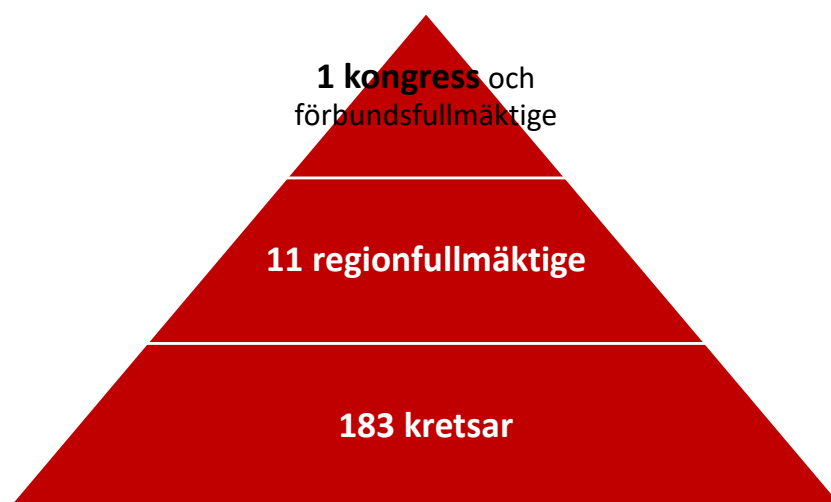 1 kongress och
förbundsfullmäktige
11 regionfullmäktige
183 kretsar